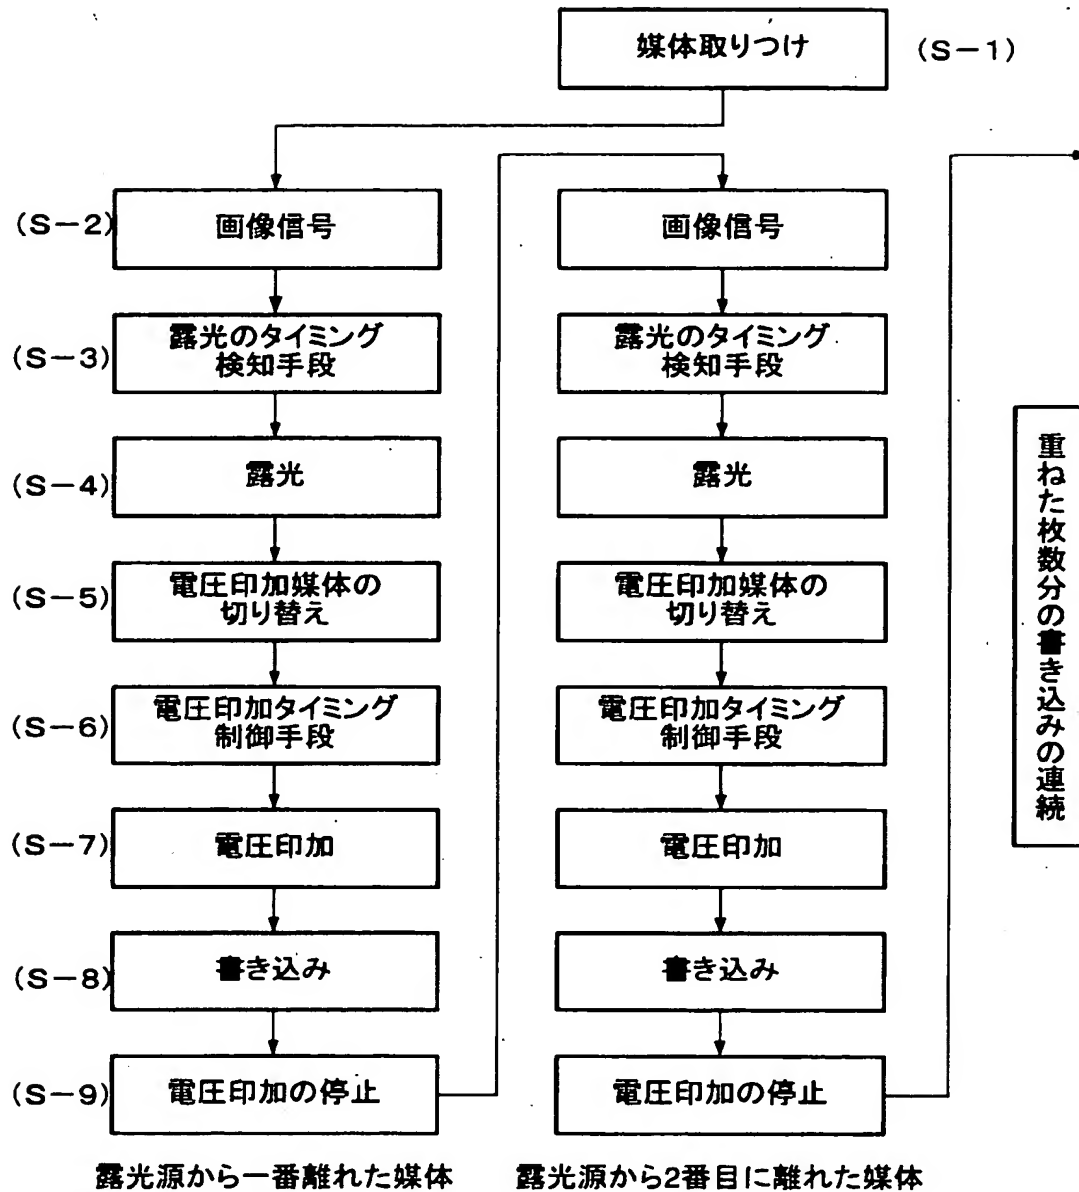 媒体取りつけ
(S-1)
(S-2)
画像信号
画像信号
(S-3)
露光のタイミング
検知手段
露光のタイミング
検知手段
(S-4)
露光
露光
(S-5)
電圧印加媒体の
切り替え
電圧印加媒体の
切り替え
(S-6)
電圧印加タイミング
制御手段
電圧印加タイミング
制御手段
(S-7)
電圧印加
電圧印加
(S-8)
書き込み
書き込み
(S-9)
電圧印加の停止
電圧印加の停止
重ねた枚数分の書き込みの連続
露光源から一番離れた媒体
露光源から2番目に離れた媒体